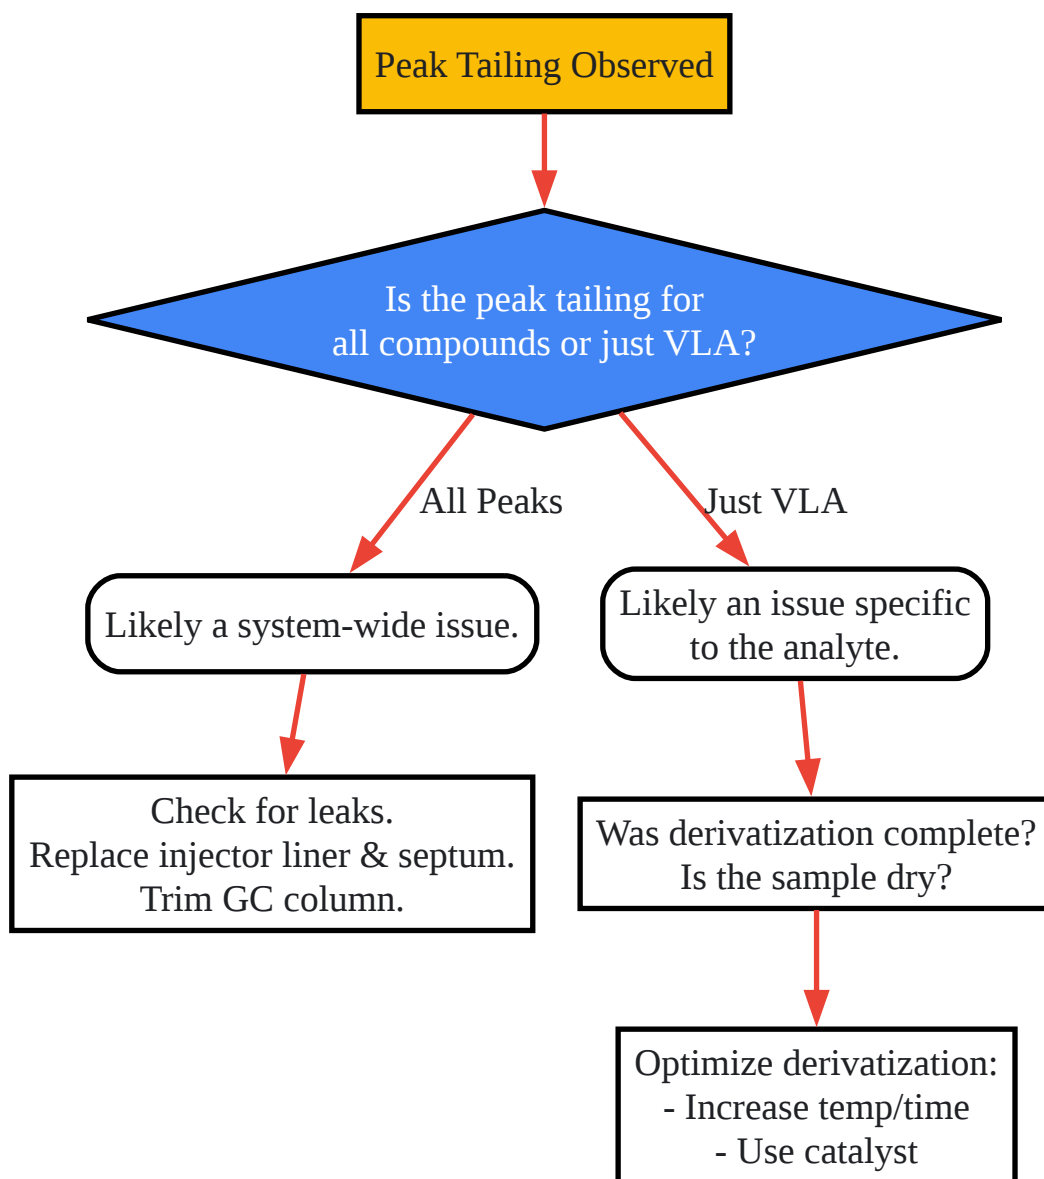 Peak Tailing Observed
Is the peak tailing for
all compounds or just VLA?
All Peaks
Just VLA
Likely a system-wide issue.
Likely an issue specific
to the analyte.
Check for leaks.
Replace injector liner & septum.
Trim GC column.
Was derivatization complete?
Is the sample dry?
Optimize derivatization:
- Increase temp/time
- Use catalyst